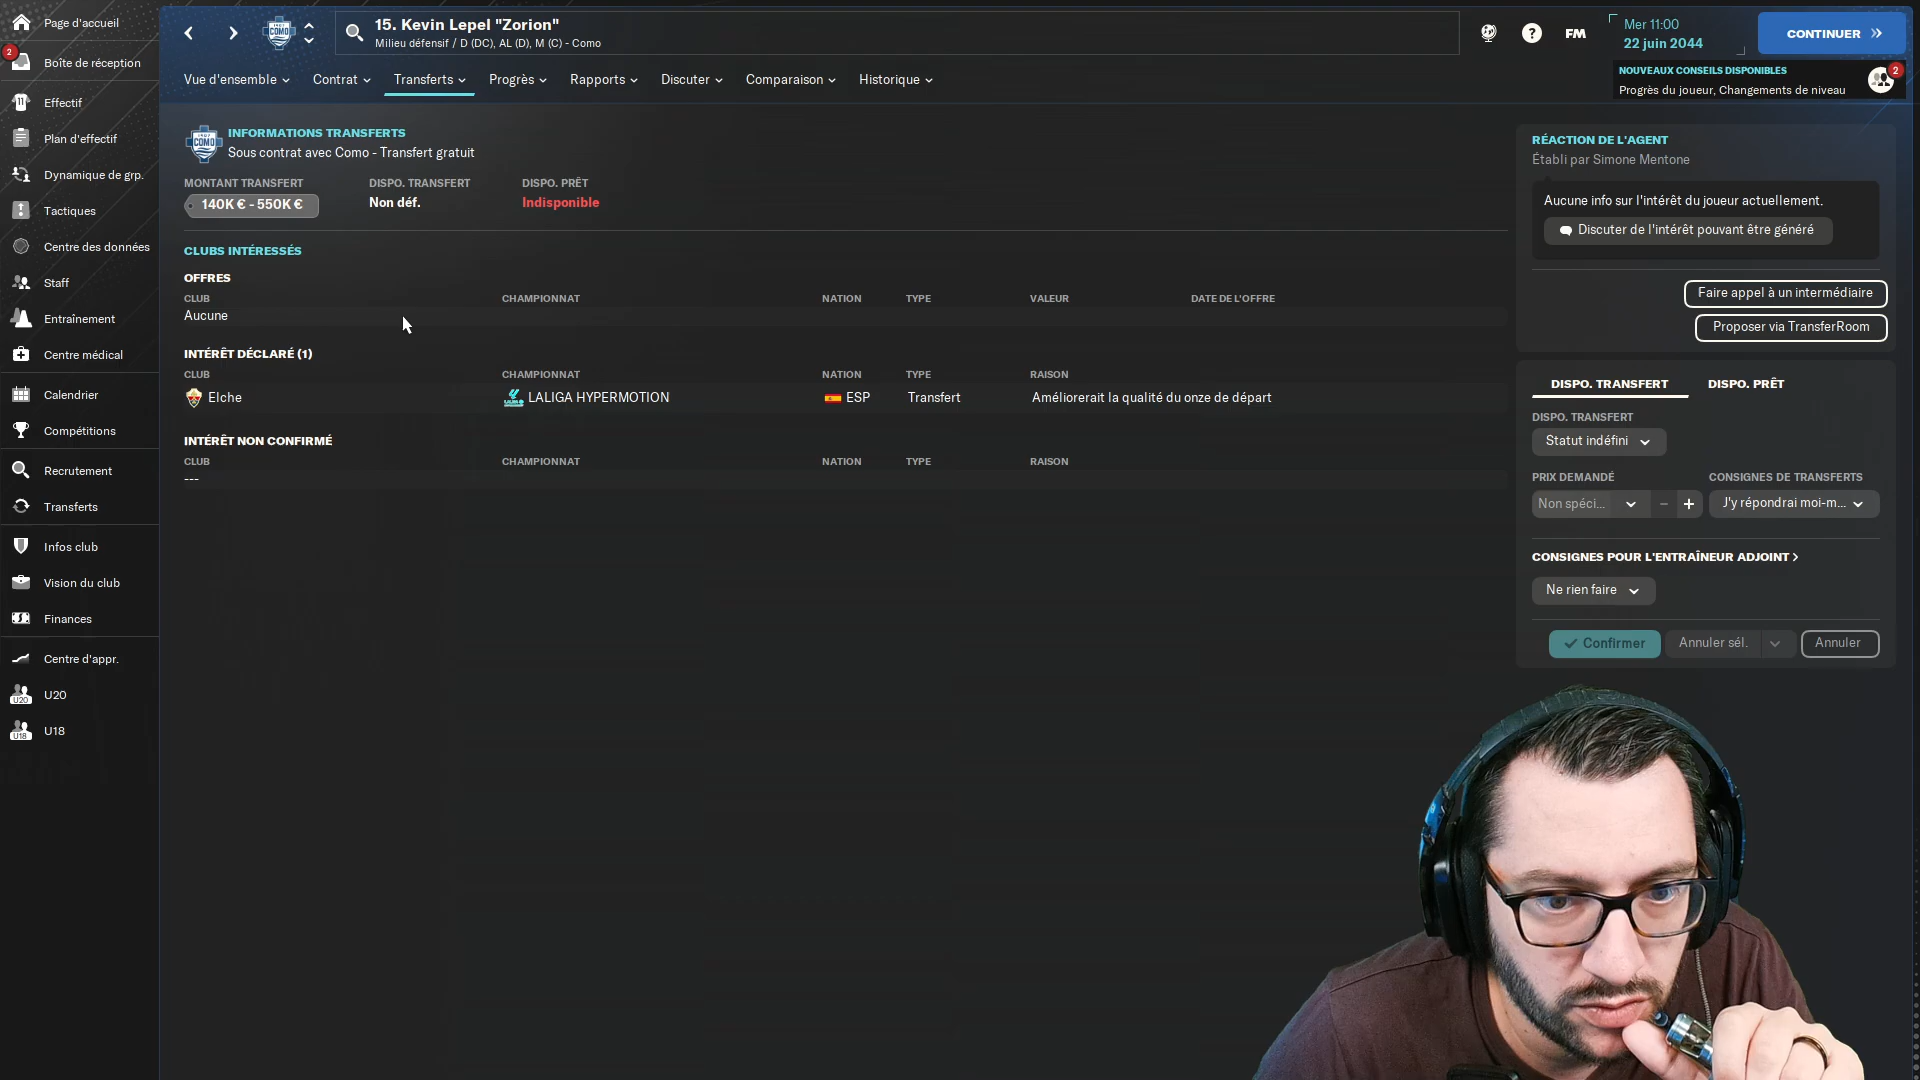 Page d'accueil
2
Boîte de réception
Effectif
Plan d'effectif
Dynamique de grp.
Tactiques
Centre des données
Staff
Entraînement
Centre médical
Calendrier
Compétitions
Recrutement
Transferts
Infos club
Vision du club
Finances
Centre d'appr.
U20
U18
15. Kevin Lepel "Zorion"
Milieu défensif / D (DC), AL (D), M (C) - Como
FM
Mer 11:00
22 juin 2044
CONTINUER
NOUVEAUX CONSEILS DISPONIBLES
Progrès du joueur, Changements de niveau
2
Vue d'ensemble
Contrat
Transferts
Progrès
Rapports
Discuter
Comparaison
Historique
INFORMATIONS TRANSFERTS
Sous contrat avec Como - Transfert gratuit
MONTANT TRANSFERT
DISPO. TRANSFERT
DISPO. PRÊT
140K € - 550K €
Non déf.
Indisponible
CLUBS INTÉRESSÉS
OFFRES
CLUB CHAMPIONNAT NATION TYPE VALEUR DATE DE L'OFFRE
Aucune
INTÉRÊT DÉCLARÉ (1)
CLUB CHAMPIONNAT NATION TYPE RAISON
Elche LALIGA HYPERMOTION ESP Transfert Améliorerait la qualité du onze de départ
INTÉRÊT NON CONFIRMÉ
CLUB CHAMPIONNAT NATION TYPE RAISON
---
RÉACTION DE L'AGENT
Établi par Simone Mentone
Aucune info sur l'intérêt du joueur actuellement.
Discuter de l'intérêt pouvant être généré
Faire appel à un intermédiaire
Proposer via TransferRoom
DISPO. TRANSFERT DISPO. PRÊT
DISPO. TRANSFERT
Statut indéfini
PRIX DEMANDÉ CONSIGNES DE TRANSFERTS
Non spéci... − + J'y répondrai moi-m...
CONSIGNES POUR L'ENTRAÎNEUR ADJOINT >
Ne rien faire
Confirmer Annuler sél. Annuler